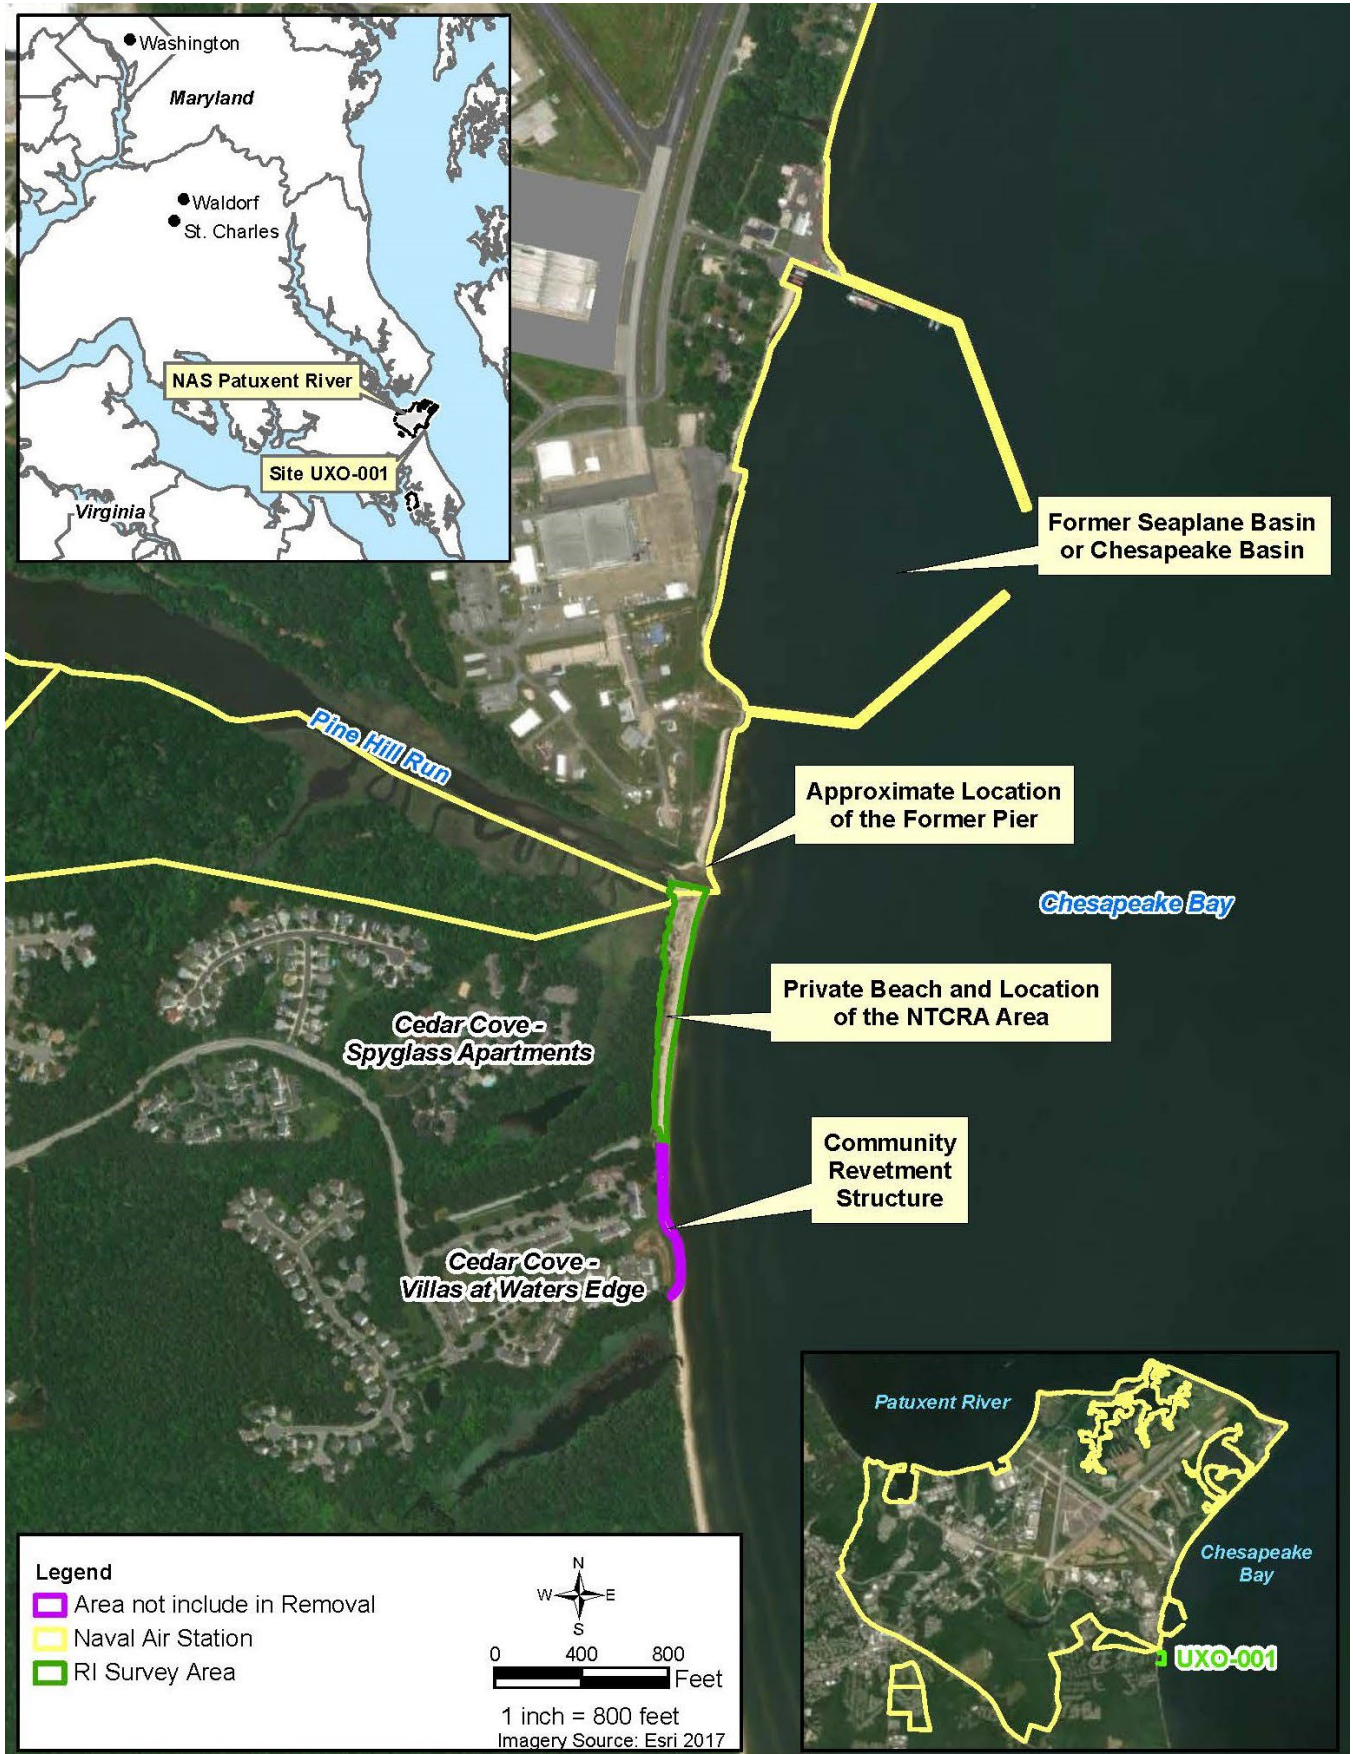 Washington
Maryland
Waldorf
St. Charles
NAS Patuxent River
Site UXO-001
Virginia
Former Seaplane Basin
or Chesapeake Basin
Pine Hill Run
Approximate Location
of the Former Pier
Chesapeake Bay
Private Beach and Location
of the NTCRA Area
Cedar Cove -
Spyglass Apartments
Community
Revetment
Structure
Cedar Cove -
Villas at Waters Edge
Patuxent River
Chesapeake
Bay
UXO-001
Legend
Area not include in Removal
Naval Air Station
RI Survey Area
N
W E
S
0 400 800
Feet
1 inch = 800 feet
Imagery Source: Esri 2017